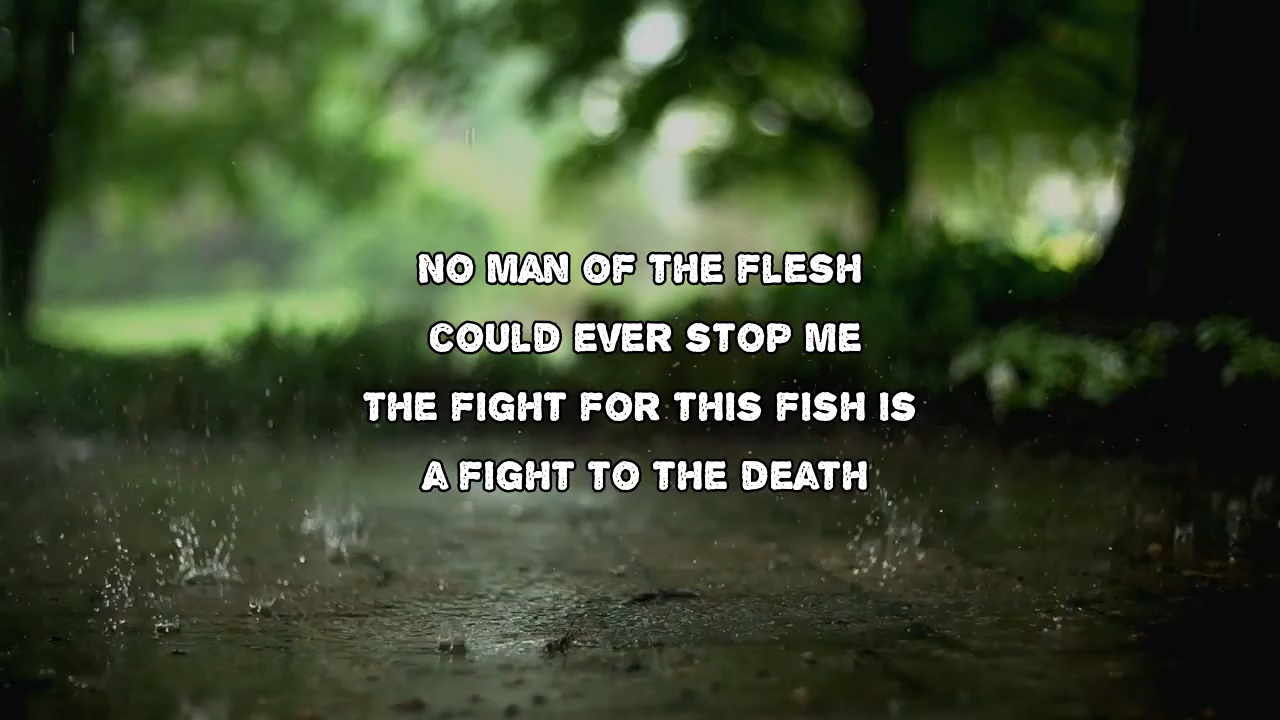 NO MAN OF THE FLESH
COULD EVER STOP ME
THE FIGHT FOR THIS FISH IS
A FIGHT TO THE DEATH